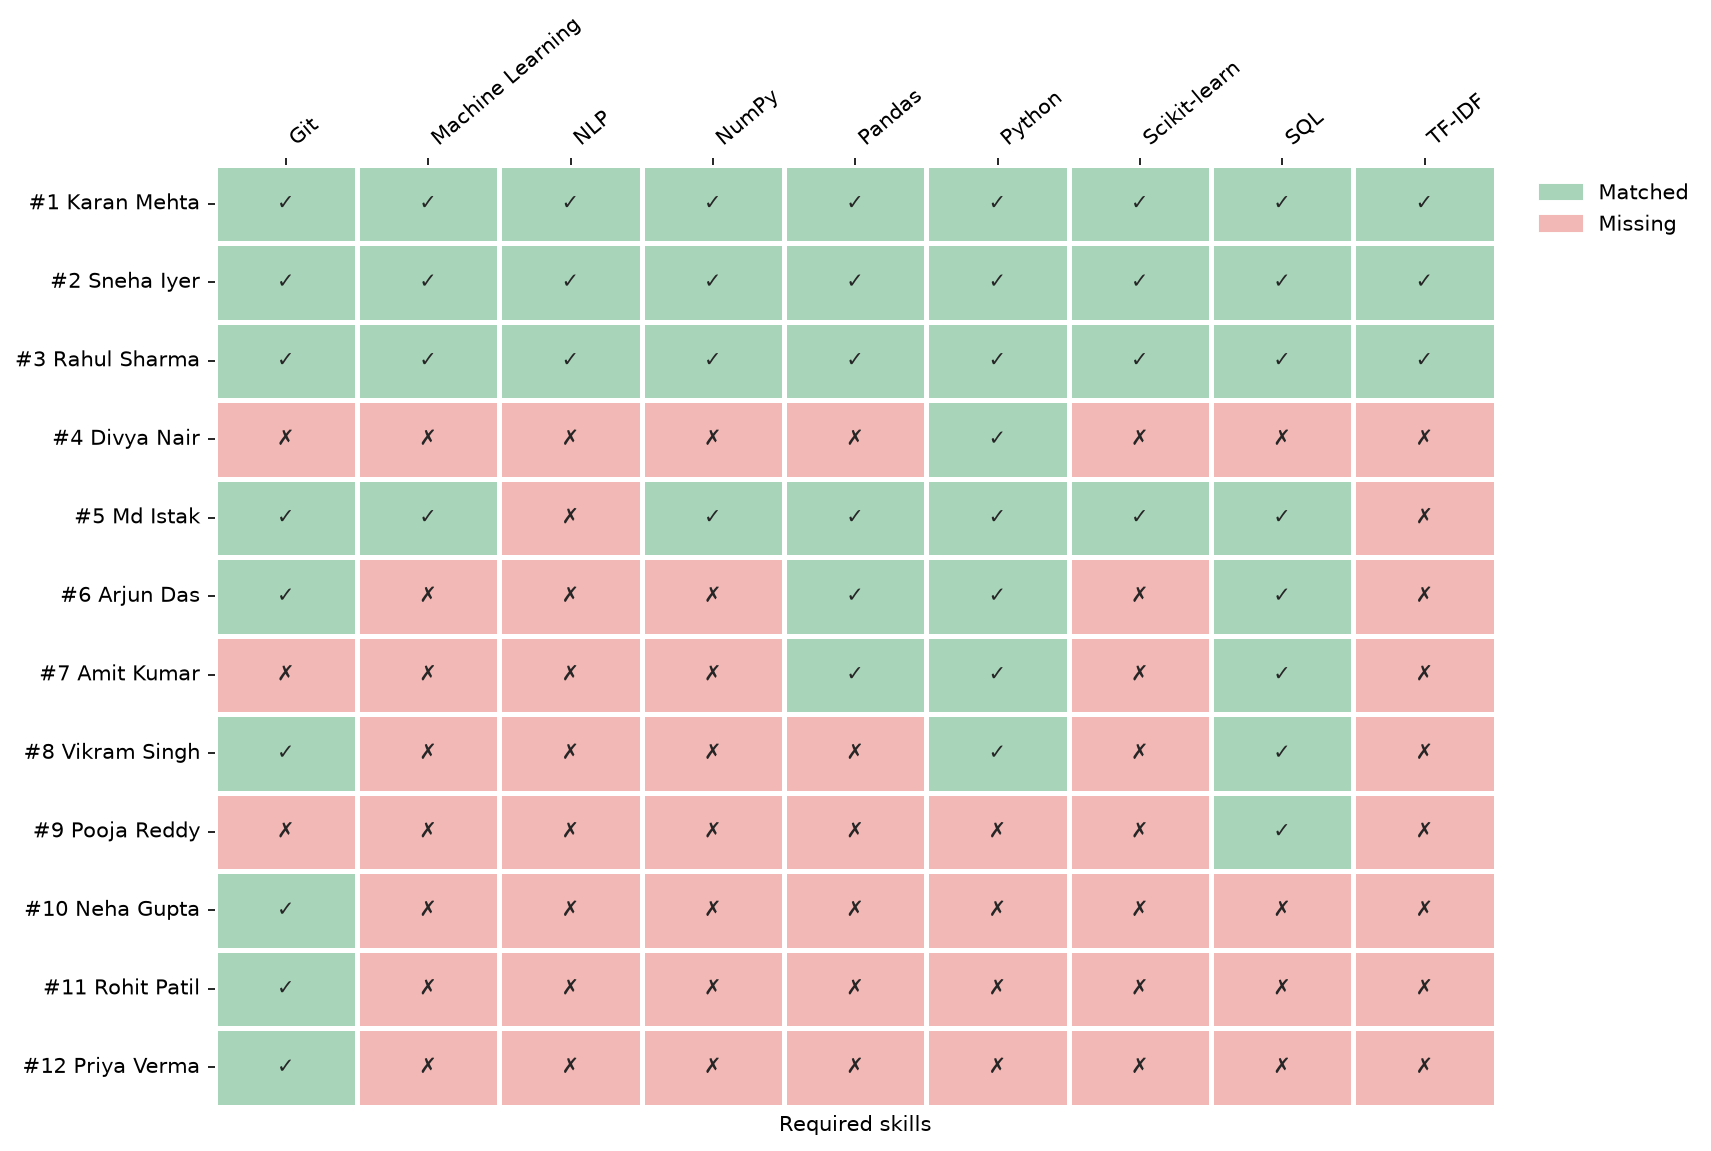 Git Machine Learning NLP NumPy Pandas Python Scikit-learn SQL TF-IDF
Matched
Missing
#1 Karan Mehta ✓ ✓ ✓ ✓ ✓ ✓ ✓ ✓ ✓
#2 Sneha Iyer ✓ ✓ ✓ ✓ ✓ ✓ ✓ ✓ ✓
#3 Rahul Sharma ✓ ✓ ✓ ✓ ✓ ✓ ✓ ✓ ✓
#4 Divya Nair ✗ ✗ ✗ ✗ ✗ ✓ ✗ ✗ ✗
#5 Md Istak ✓ ✓ ✗ ✓ ✓ ✓ ✓ ✓ ✗
#6 Arjun Das ✓ ✗ ✗ ✗ ✓ ✓ ✗ ✓ ✗
#7 Amit Kumar ✗ ✗ ✗ ✗ ✓ ✓ ✗ ✓ ✗
#8 Vikram Singh ✓ ✗ ✗ ✗ ✗ ✓ ✗ ✓ ✗
#9 Pooja Reddy ✗ ✗ ✗ ✗ ✗ ✗ ✗ ✓ ✗
#10 Neha Gupta ✓ ✗ ✗ ✗ ✗ ✗ ✗ ✗ ✗
#11 Rohit Patil ✓ ✗ ✗ ✗ ✗ ✗ ✗ ✗ ✗
#12 Priya Verma ✓ ✗ ✗ ✗ ✗ ✗ ✗ ✗ ✗
Required skills